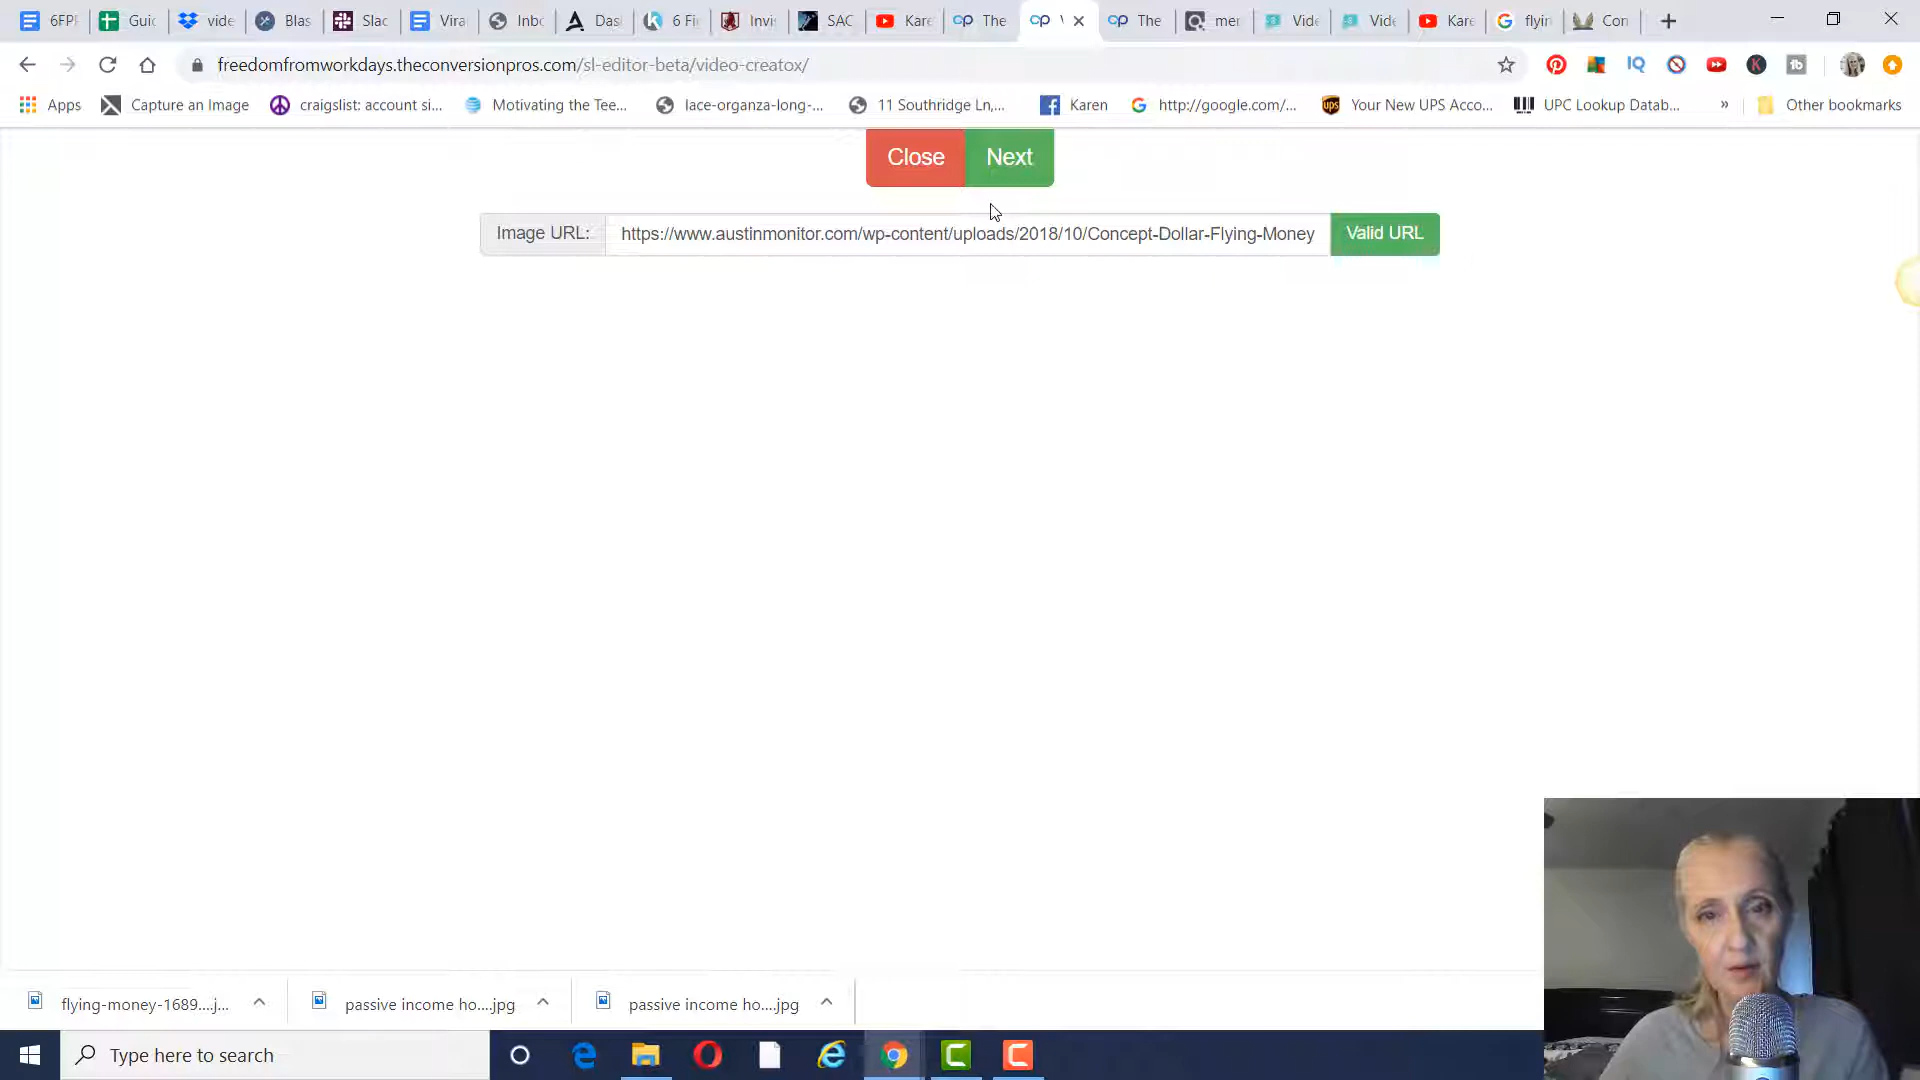 6FPI
Guid
vide
Blas
Slac
Vira
Inbo
Das
6 Fi
Invi
SAC
Kare
The
The
mer
Vide
Vide
Kare
flyin
Con
freedomfromworkdays.theconversionpros.com/sl-editor-beta/video-creatox/
Apps
Capture an Image
craigslist: account si...
Motivating the Tee...
lace-organza-long-...
11 Southridge Ln,...
Karen
http://google.com/...
Your New UPS Acco...
UPC Lookup Datab...
»
Other bookmarks
Close
Next
Image URL:
https://www.austinmonitor.com/wp-content/uploads/2018/10/Concept-Dollar-Flying-Money
Valid URL
flying-money-1689....j...
passive income ho....jpg
passive income ho....jpg
Type here to search